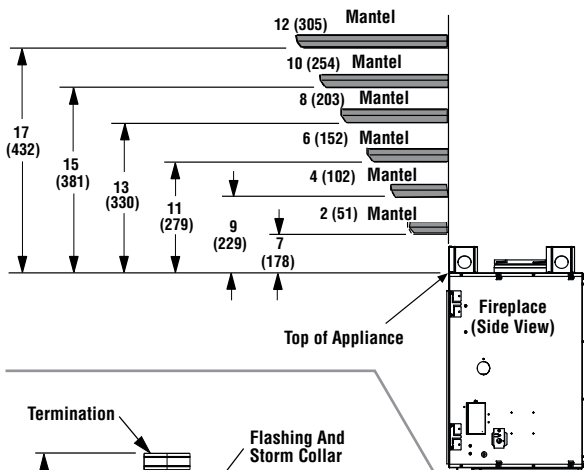 12 (305) Mantel
10 (254) Mantel
8 (203) Mantel
6 (152) Mantel
4 (102) Mantel
2 (51) Mantel
17
(432)
15
(381)
13
(330)
11
(279)
9
(229)
7
(178)
Top of Appliance
Fireplace
(Side View)
Termination
Flashing And
Storm Collar